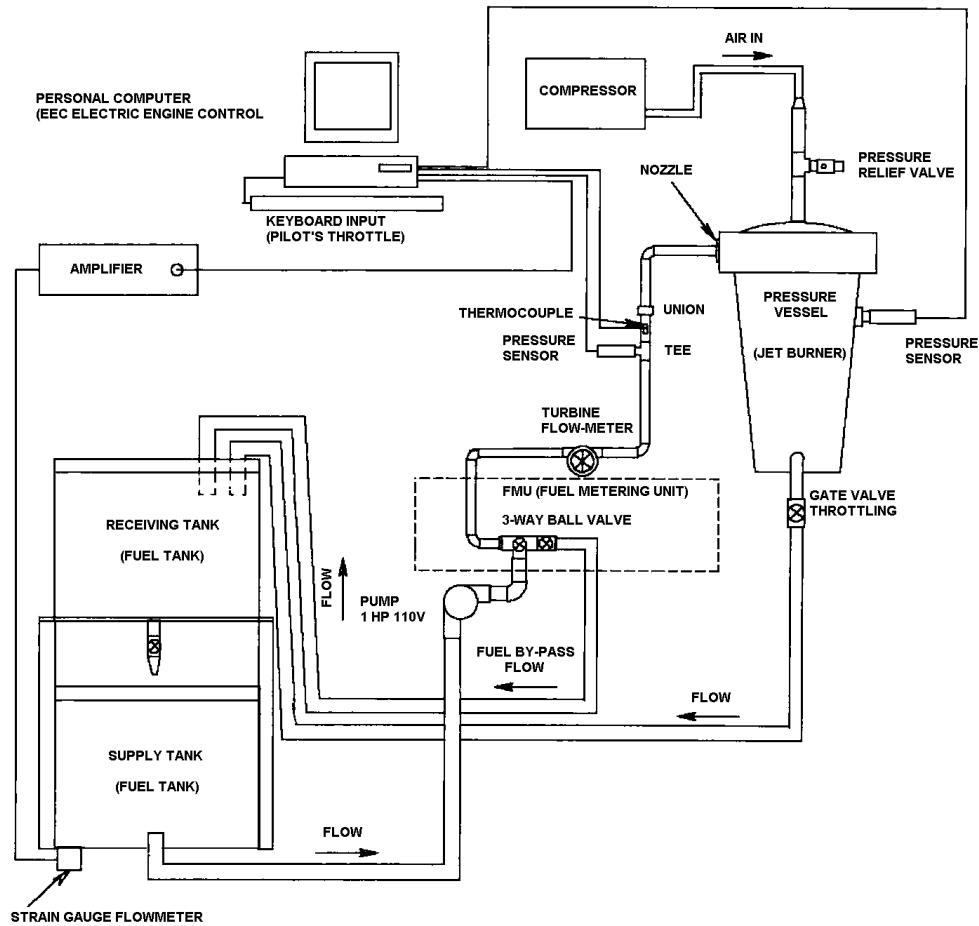 AIR IN
COMPRESSOR
PERSONAL COMPUTER
(EEC ELECTRIC ENGINE CONTROL
PRESSURE
RELIEF VALVE
NOZZLE
KEYBOARD INPUT
(PILOT'S THROTTLE)
AMPLIFIER
PRESSURE
VESSEL
(JET BURNER)
THERMOCOUPLE
UNION
PRESSURE
SENSOR
TEE
PRESSURE
SENSOR
TURBINE
FLOW-METER
FMU (FUEL METERING UNIT)
3-WAY BALL VALVE
GATE VALVE
THROTTLING
RECEIVING TANK
(FUEL TANK)
FLOW
PUMP
1 HP 110V
FUEL BY-PASS
FLOW
FLOW
SUPPLY TANK
(FUEL TANK)
FLOW
STRAIN GAUGE FLOWMETER